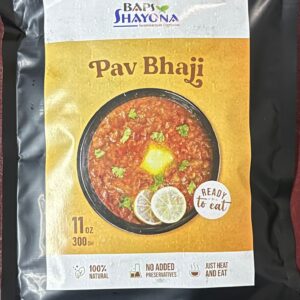 BAPS
SHAYONA
Pav Bhaji
11 OZ
300 GM
READY
to eat
100%
NATURAL
NO ADDED
PRESERVATIVES
JUST HEAT
AND EAT